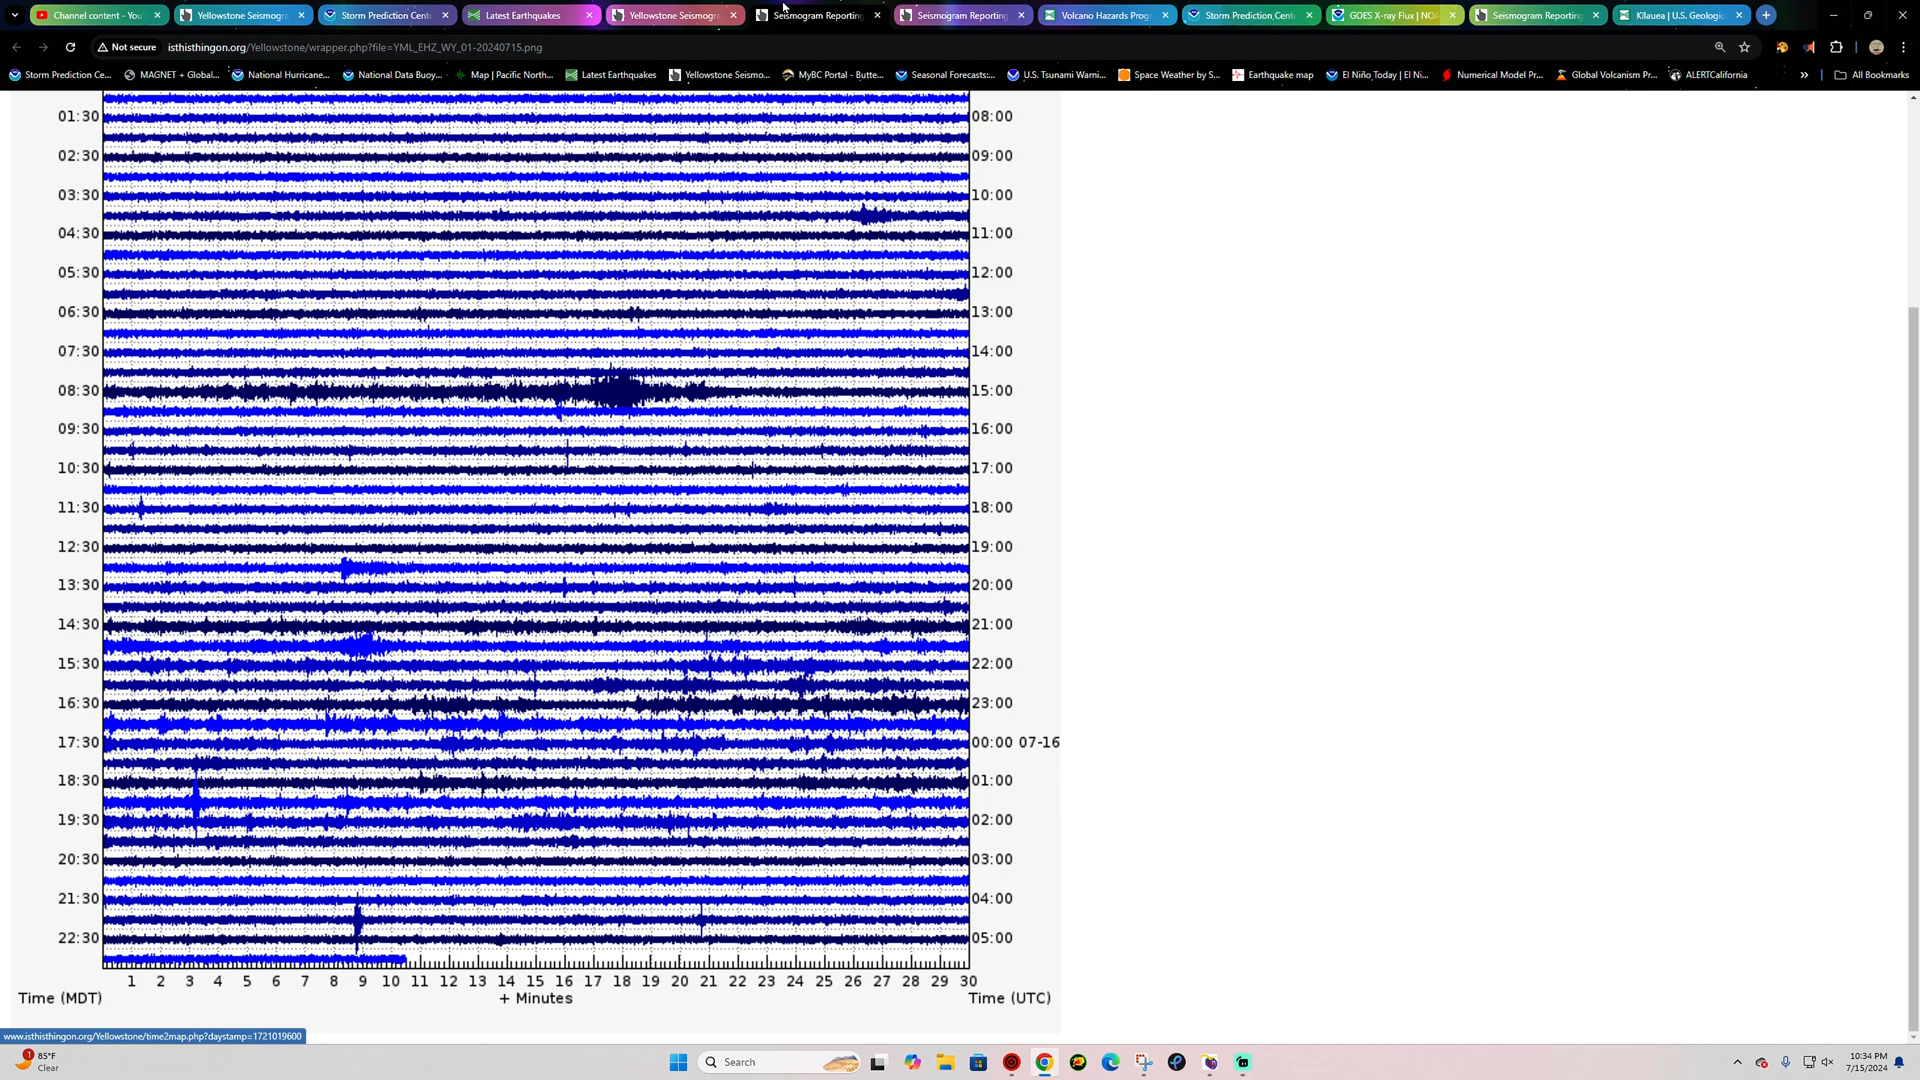 Channel content - YouT
Yellowstone Seismogra
Storm Prediction Cente
Latest Earthquakes
Yellowstone Seismogra
Seismogram Reporting
Seismogram Reporting
Volcano Hazards Prog
Storm Prediction Cente
GOES X-ray Flux | NOA
Seismogram Reporting
Kilauea | U.S. Geologic
Not secure
isthisthingon.org/Yellowstone/wrapper.php?file=YML_EHZ_WY_01-20240715.png
Storm Prediction Ce...
MAGNET + Global...
National Hurricane...
National Data Buoy...
Map | Pacific North...
Latest Earthquakes
Yellowstone Seismo...
MyBC Portal - Butte...
Seasonal Forecasts:...
U.S. Tsunami Warni...
Space Weather by S...
Earthquake map
El Niño Today | El Ni...
Numerical Model Pr...
Global Volcanism Pr...
ALERTCalifornia
All Bookmarks
01:30 08:00
02:30 09:00
03:30 10:00
04:30 11:00
05:30 12:00
06:30 13:00
07:30 14:00
08:30 15:00
09:30 16:00
10:30 17:00
11:30 18:00
12:30 19:00
13:30 20:00
14:30 21:00
15:30 22:00
16:30 23:00
17:30 00:00 07-16
18:30 01:00
19:30 02:00
20:30 03:00
21:30 04:00
22:30 05:00
1 2 3 4 5 6 7 8 9 10 11 12 13 14 15 16 17 18 19 20 21 22 23 24 25 26 27 28 29 30
Time (MDT) + Minutes Time (UTC)
www.isthisthingon.org/Yellowstone/time2map.php?daystamp=1721019600
1
85°F
Clear
Search
10:34 PM
7/15/2024